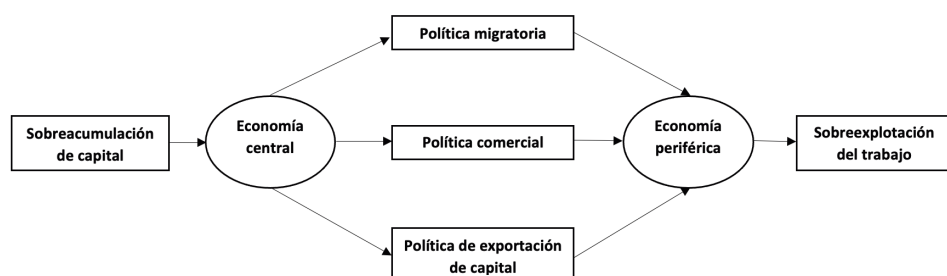 Política migratoria
Sobreacumulación
de capital
Economía
central
Política comercial
Economía
periférica
Sobreexplotación
del trabajo
Política de exportación
de capital